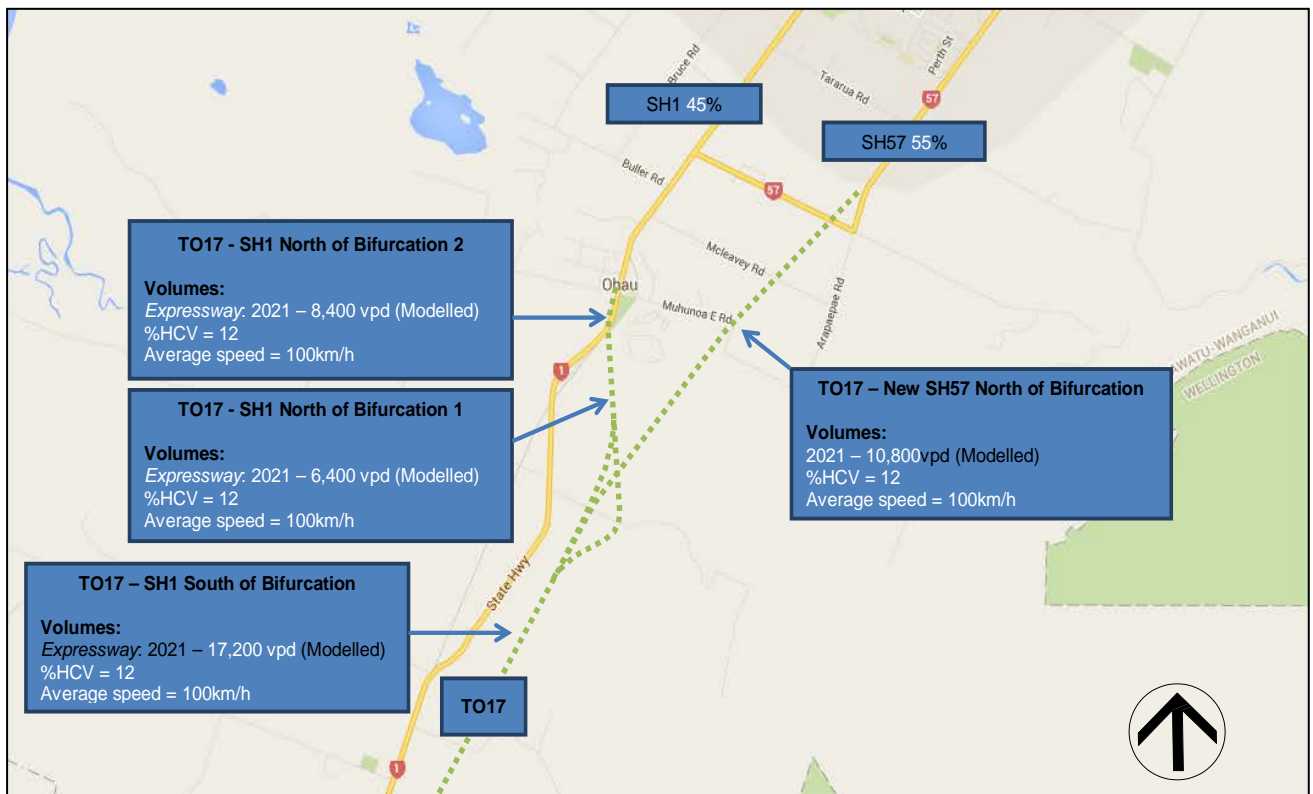 Bruce Rd
Perth St
Tararua Rd
57
SH1 45%
SH57 55%
Buller Rd
57
TO17 - SH1 North of Bifurcation 2
Volumes:
Expressway: 2021 – 8,400 vpd (Modelled)
%HCV = 12
Average speed = 100km/h
Mcleavey Rd
Ohau
Muhunoa E Rd
Arapaepae Rd
1
TO17 - SH1 North of Bifurcation 1
Volumes:
Expressway: 2021 – 6,400 vpd (Modelled)
%HCV = 12
Average speed = 100km/h
TO17 – New SH57 North of Bifurcation
Volumes:
2021 – 10,800vpd (Modelled)
%HCV = 12
Average speed = 100km/h
AWATU-WANGANUI
WELLINGTON
State Hwy
TO17 – SH1 South of Bifurcation
Volumes:
Expressway: 2021 – 17,200 vpd (Modelled)
%HCV = 12
Average speed = 100km/h
TO17
1